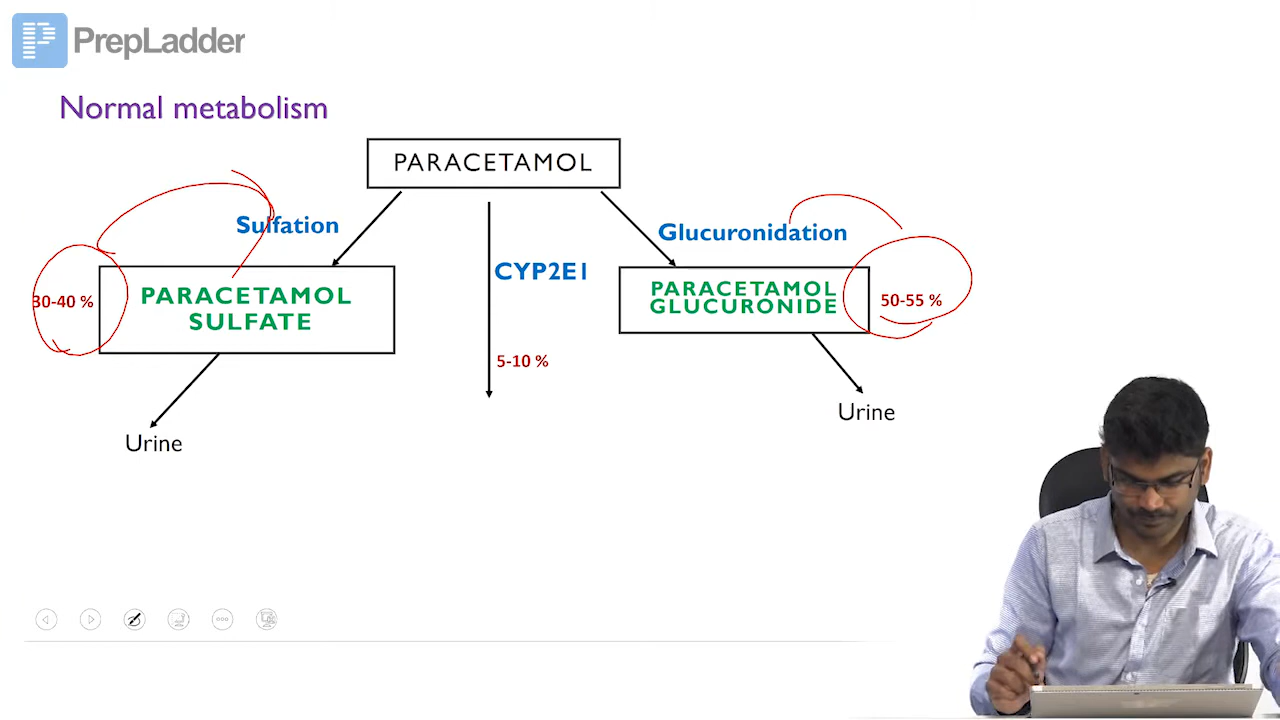 PrepLadder
Normal metabolism
PARACETAMOL
Sulfation
Glucuronidation
CYP2E1
30-40 %
PARACETAMOL
SULFATE
PARACETAMOL
GLUCURONIDE
50-55 %
5-10 %
Urine
Urine